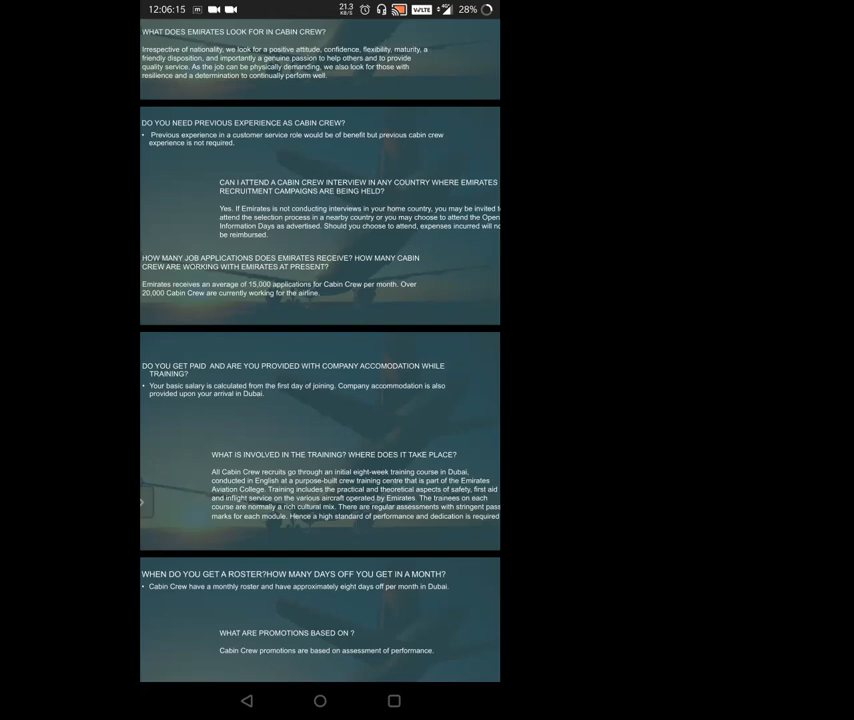 12:06:15
21.3
KB/S
VoLTE
4G
28%
WHAT DOES EMIRATES LOOK FOR IN CABIN CREW?
Irrespective of nationality, we look for a positive attitude, confidence, flexibility, maturity, a
friendly disposition, and importantly a genuine passion to help others and to provide
quality service. As the job can be physically demanding, we also look for those with
resilience and a determination to continually perform well.
DO YOU NEED PREVIOUS EXPERIENCE AS CABIN CREW?
• Previous experience in a customer service role would be of benefit but previous cabin crew
experience is not required.
CAN I ATTEND A CABIN CREW INTERVIEW IN ANY COUNTRY WHERE EMIRATES
RECRUITMENT CAMPAIGNS ARE BEING HELD?
Yes. If Emirates is not conducting interviews in your home country, you may be invited t
attend the selection process in a nearby country or you may choose to attend the Open
Information Days as advertised. Should you choose to attend, expenses incurred will no
be reimbursed.
HOW MANY JOB APPLICATIONS DOES EMIRATES RECEIVE? HOW MANY CABIN
CREW ARE WORKING WITH EMIRATES AT PRESENT?
Emirates receives an average of 15,000 applications for Cabin Crew per month. Over
20,000 Cabin Crew are currently working for the airline.
DO YOU GET PAID AND ARE YOU PROVIDED WITH COMPANY ACCOMODATION WHILE
TRAINING?
• Your basic salary is calculated from the first day of joining. Company accommodation is also
provided upon your arrival in Dubai.
WHAT IS INVOLVED IN THE TRAINING? WHERE DOES IT TAKE PLACE?
All Cabin Crew recruits go through an initial eight-week training course in Dubai,
conducted in English at a purpose-built crew training centre that is part of the Emirates
Aviation College. Training includes the practical and theoretical aspects of safety, first aid
and inflight service on the various aircraft operated by Emirates. The trainees on each
course are normally a rich cultural mix. There are regular assessments with stringent pass
marks for each module. Hence a high standard of performance and dedication is required
WHEN DO YOU GET A ROSTER?HOW MANY DAYS OFF YOU GET IN A MONTH?
• Cabin Crew have a monthly roster and have approximately eight days off per month in Dubai.
WHAT ARE PROMOTIONS BASED ON ?
Cabin Crew promotions are based on assessment of performance.